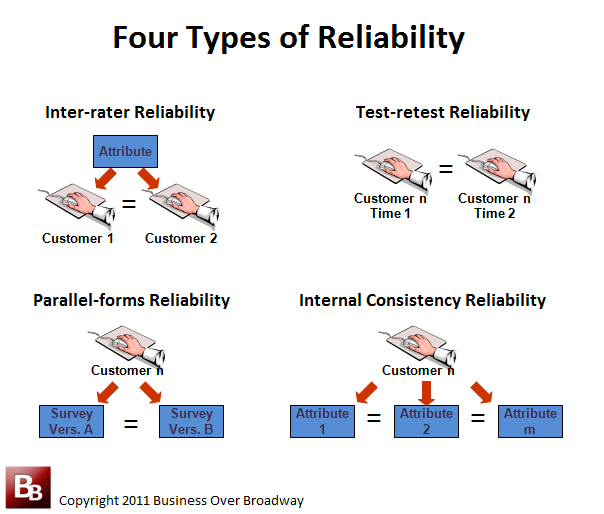 Four Types of Reliability
Inter-rater Reliability
Attribute
=
Customer 1
Customer 2
Test-retest Reliability
=
Customer n
Time 1
Customer n
Time 2
Parallel-forms Reliability
Customer n
Survey
Vers. A
=
Survey
Vers. B
Internal Consistency Reliability
Customer n
Attribute
1
=
Attribute
2
=
Attribute
m
BB
Copyright 2011 Business Over Broadway